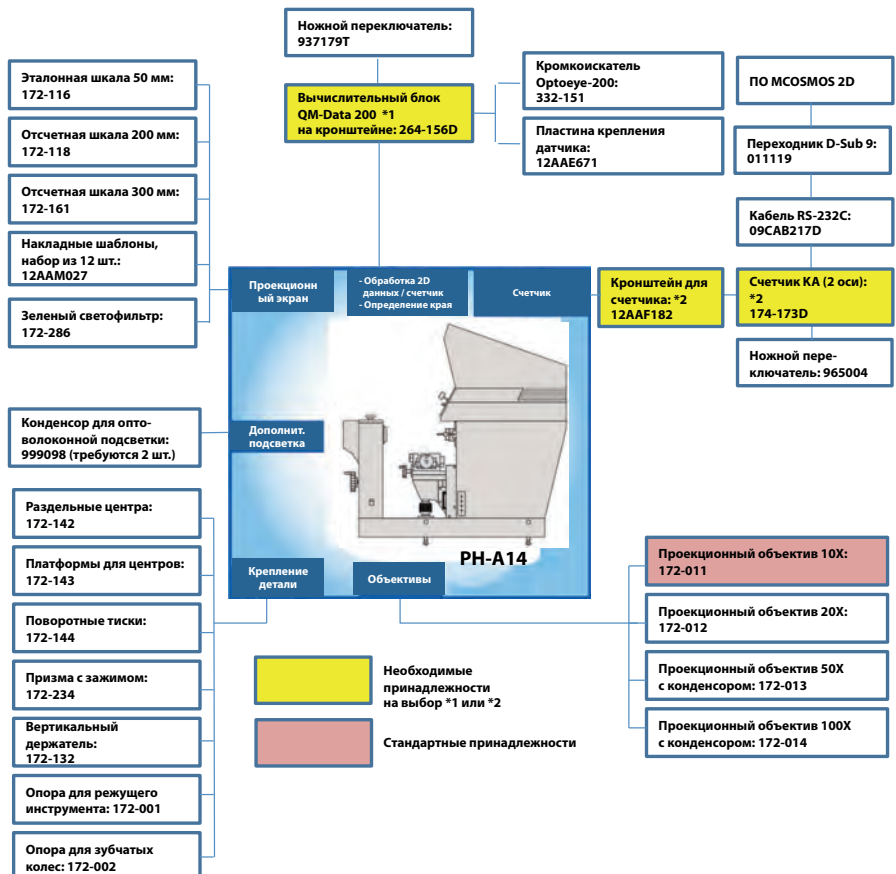 Ножной переключатель:
937179T
Эталонная шкала 50 мм:
172-116
Отсчетная шкала 200 мм:
172-118
Отсчетная шкала 300 мм:
172-161
Накладные шаблоны,
набор из 12 шт.:
12AAM027
Зеленый светофильтр:
172-286
Вычислительный блок
QM-Data 200 *1
на кронштейне: 264-156D
Кромкоискатель
Optoeye-200:
332-151
Пластина крепления
датчика:
12AAE671
ПО MCOSMOS 2D
Переходник D-Sub 9:
011119
Кабель RS-232C:
09CAB217D
Проекционн
ый экран
- Обработка 2D
данных / счетчик
- Определение края
Счетчик
Кронштейн для
счетчика: *2
12AAF182
Счетчик КА (2 оси):
*2
174-173D
Ножной пере-
ключатель: 965004
Конденсор для опто-
волоконной подсветки:
999098 (требуются 2 шт.)
Дополнит.
подсветка
Раздельные центра:
172-142
Платформы для центров:
172-143
Поворотные тиски:
172-144
Призма с зажимом:
172-234
Вертикальный
держатель:
172-132
Опора для режущего
инструмента: 172-001
Опора для зубчатых
колес: 172-002
Крепление
детали
Объективы
PH-A14
Проекционный объектив 10X:
172-011
Проекционный объектив 20X:
172-012
Проекционный объектив 50X
с конденсором: 172-013
Проекционный объектив 100X
с конденсором: 172-014
Необходимые
принадлежности
на выбор *1 или *2
Стандартные принадлежности